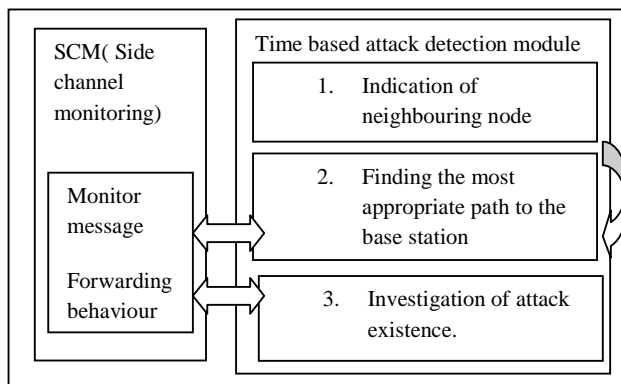 SCM( Side
channel
monitoring)
Monitor
message
Forwarding
behaviour
Time based attack detection module
1. Indication of
neighbouring node
2. Finding the most
appropriate path to the
base station
3. Investigation of attack
existence.